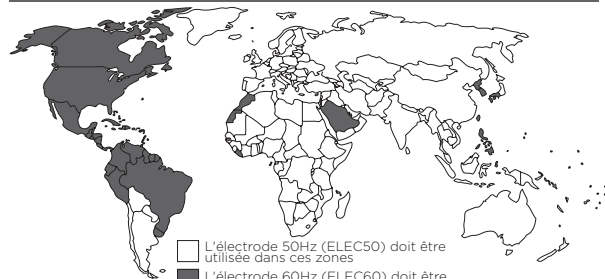 L'électrode 50Hz (ELEC50) doit être
utilisée dans ces zones
L'électrode 60Hz (ELEC60) doit être